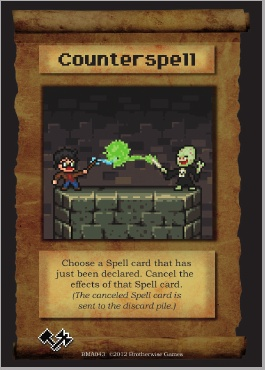 Counterspell
Choose a Spell card that has
just been declared. Cancel the
effects of that Spell card.
(The canceled Spell card is
sent to the discard pile.)
BMA043 ©2012 Brotherwise Games